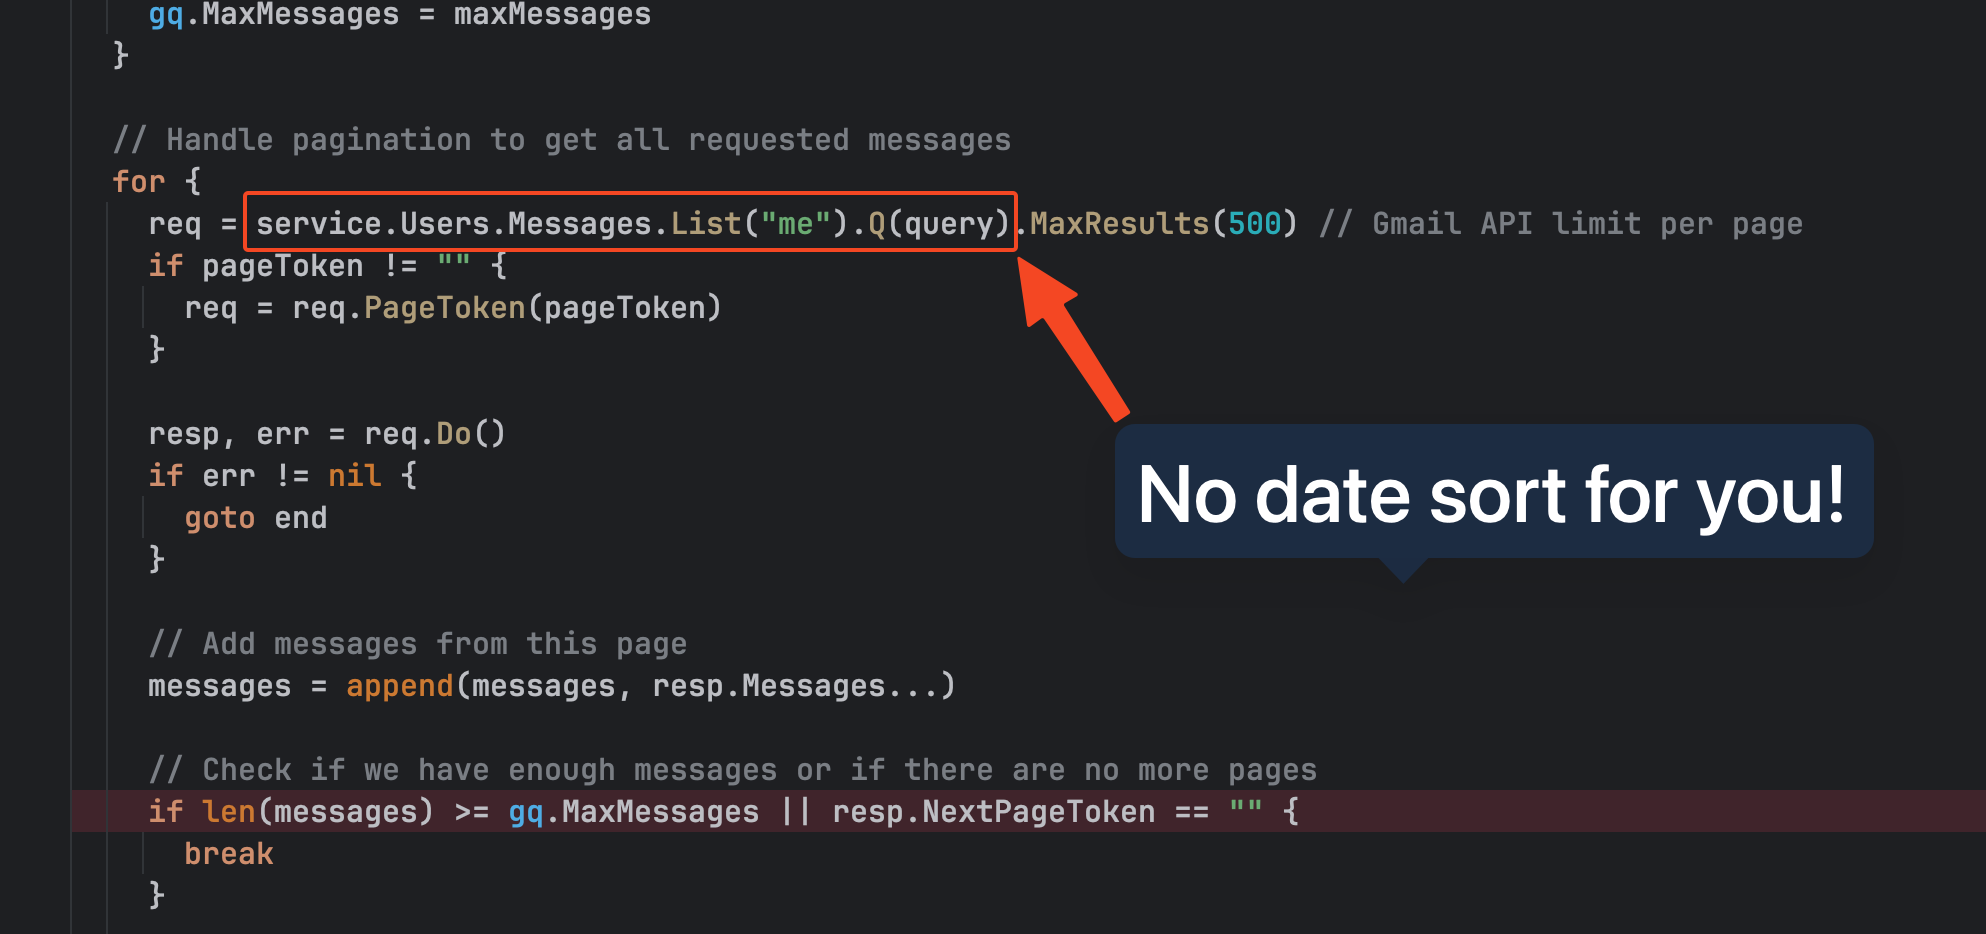 gq.MaxMessages = maxMessages
}
// Handle pagination to get all requested messages
for {
req = service.Users.Messages.List("me").Q(query).MaxResults(500) // Gmail API limit per page
if pageToken != "" {
req = req.PageToken(pageToken)
}
resp, err = req.Do()
if err != nil {
goto end
}
No date sort for you!
// Add messages from this page
messages = append(messages, resp.Messages...)
// Check if we have enough messages or if there are no more pages
if len(messages) >= gq.MaxMessages || resp.NextPageToken == "" {
break
}